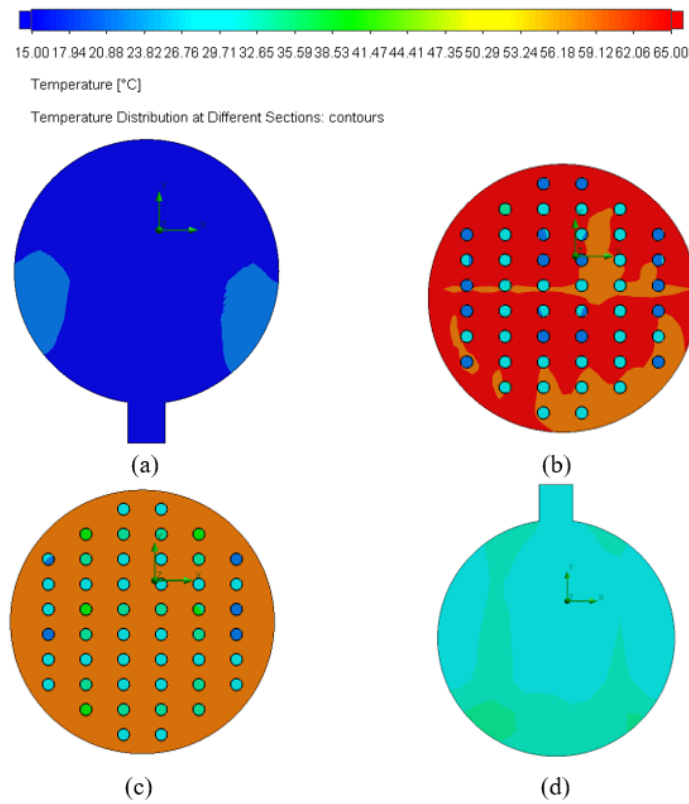 15.00 17.94 20.88 23.82 26.76 29.71 32.65 35.59 38.53 41.47 44.41 47.35 50.29 53.24 56.18 59.12 62.06 65.00
Temperature [°C]
Temperature Distribution at Different Sections: contours
(a)
(b)
(c)
(d)